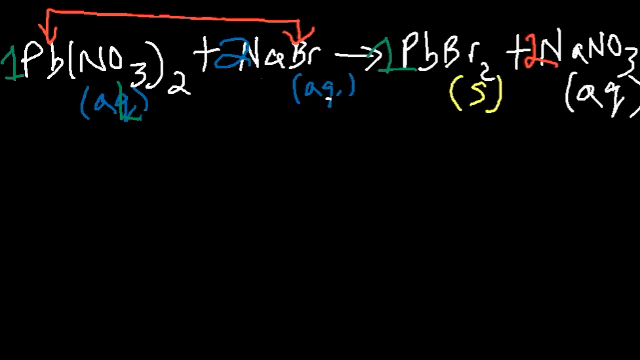 1Pb(NO3)2 + 2NaBr → 1PbBr2 + 2NaNO3
(aq) (aq) (s) (aq)